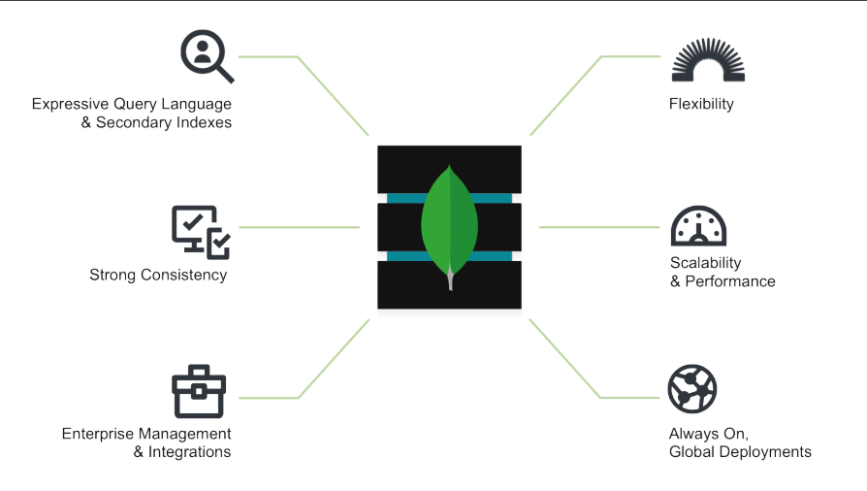 Expressive Query Language
& Secondary Indexes
Flexibility
Strong Consistency
Scalability
& Performance
Enterprise Management
& Integrations
Always On,
Global Deployments